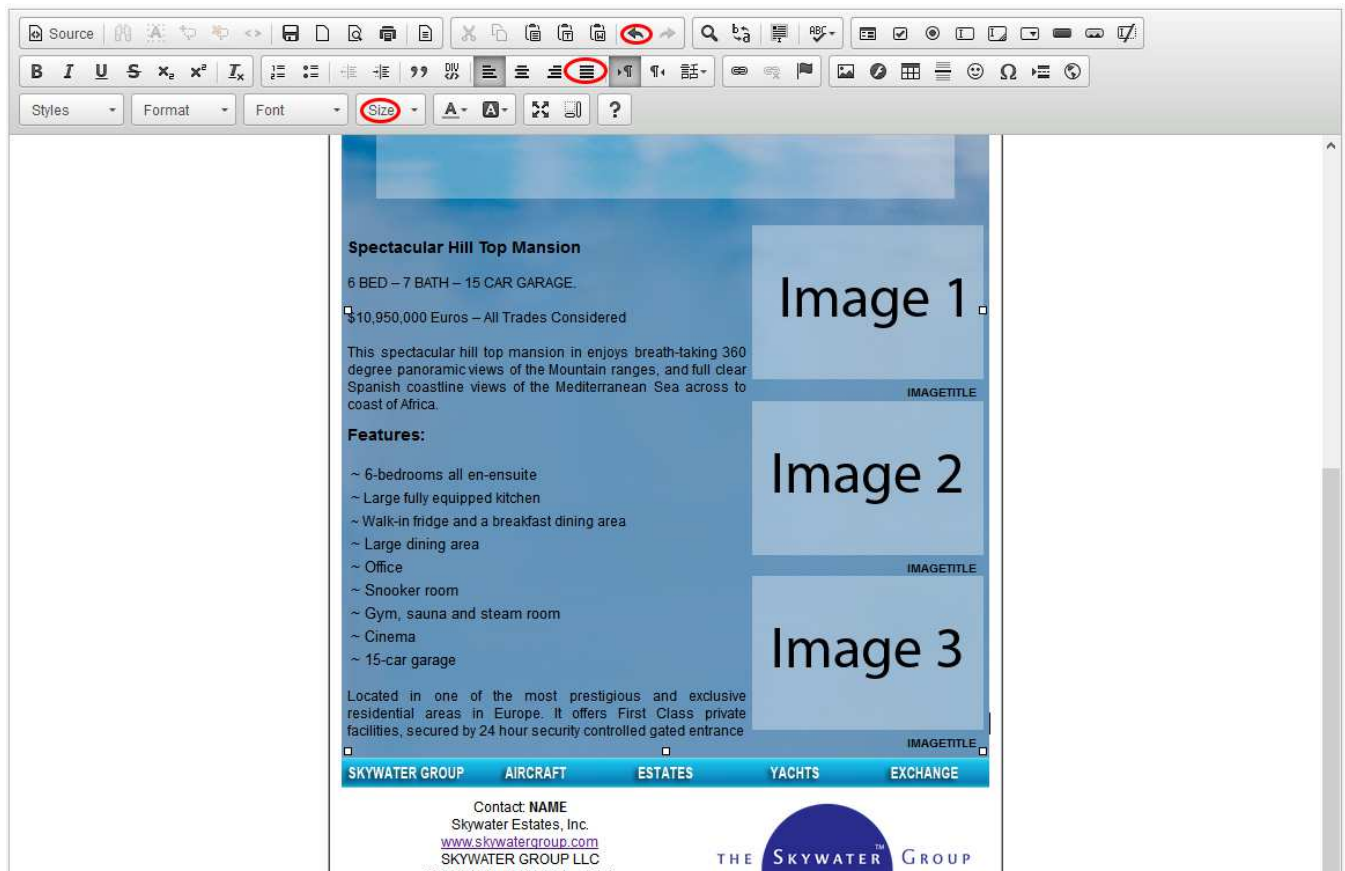 Source
B I U S x₂ x² Iₓ
Styles Format Font Size A A ?
Spectacular Hill Top Mansion
6 BED – 7 BATH – 15 CAR GARAGE.
$10,950,000 Euros – All Trades Considered
This spectacular hill top mansion in enjoys breath-taking 360
degree panoramic views of the Mountain ranges, and full clear
Spanish coastline views of the Mediterranean Sea across to
coast of Africa.
Features:
~ 6-bedrooms all en-ensuite
~ Large fully equipped kitchen
~ Walk-in fridge and a breakfast dining area
~ Large dining area
~ Office
~ Snooker room
~ Gym, sauna and steam room
~ Cinema
~ 15-car garage
Located in one of the most prestigious and exclusive
residential areas in Europe. It offers First Class private
facilities, secured by 24 hour security controlled gated entrance
Image 1
IMAGETITLE
Image 2
IMAGETITLE
Image 3
IMAGETITLE
SKYWATER GROUP AIRCRAFT ESTATES YACHTS EXCHANGE
Contact: NAME
Skywater Estates, Inc.
www.skywatergroup.com
SKYWATER GROUP LLC
THE SKYWATER™ GROUP